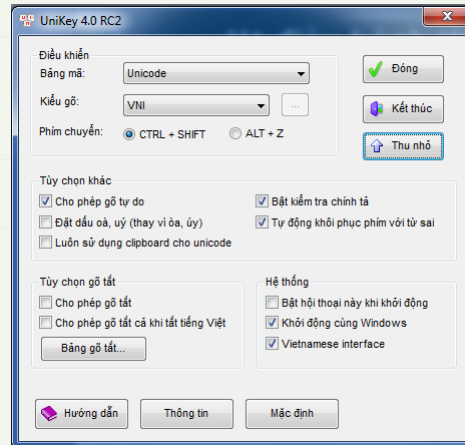 UniKey 4.0 RC2
Điều khiển
Bảng mã: Unicode
Kiểu gõ: VNI ...
Phím chuyển: CTRL + SHIFT ALT + Z
Đóng
Kết thúc
Thu nhỏ
Tùy chọn khác
Cho phép gõ tự do
Bật kiểm tra chính tả
Đặt dấu oà, uý (thay vì òa, úy)
Tự động khôi phục phím với từ sai
Luôn sử dụng clipboard cho unicode
Tùy chọn gõ tắt
Cho phép gõ tắt
Cho phép gõ tắt cả khi tắt tiếng Việt
Bảng gõ tắt...
Hệ thống
Bật hội thoại này khi khởi động
Khởi động cùng Windows
Vietnamese interface
Hướng dẫn
Thông tin
Mặc định